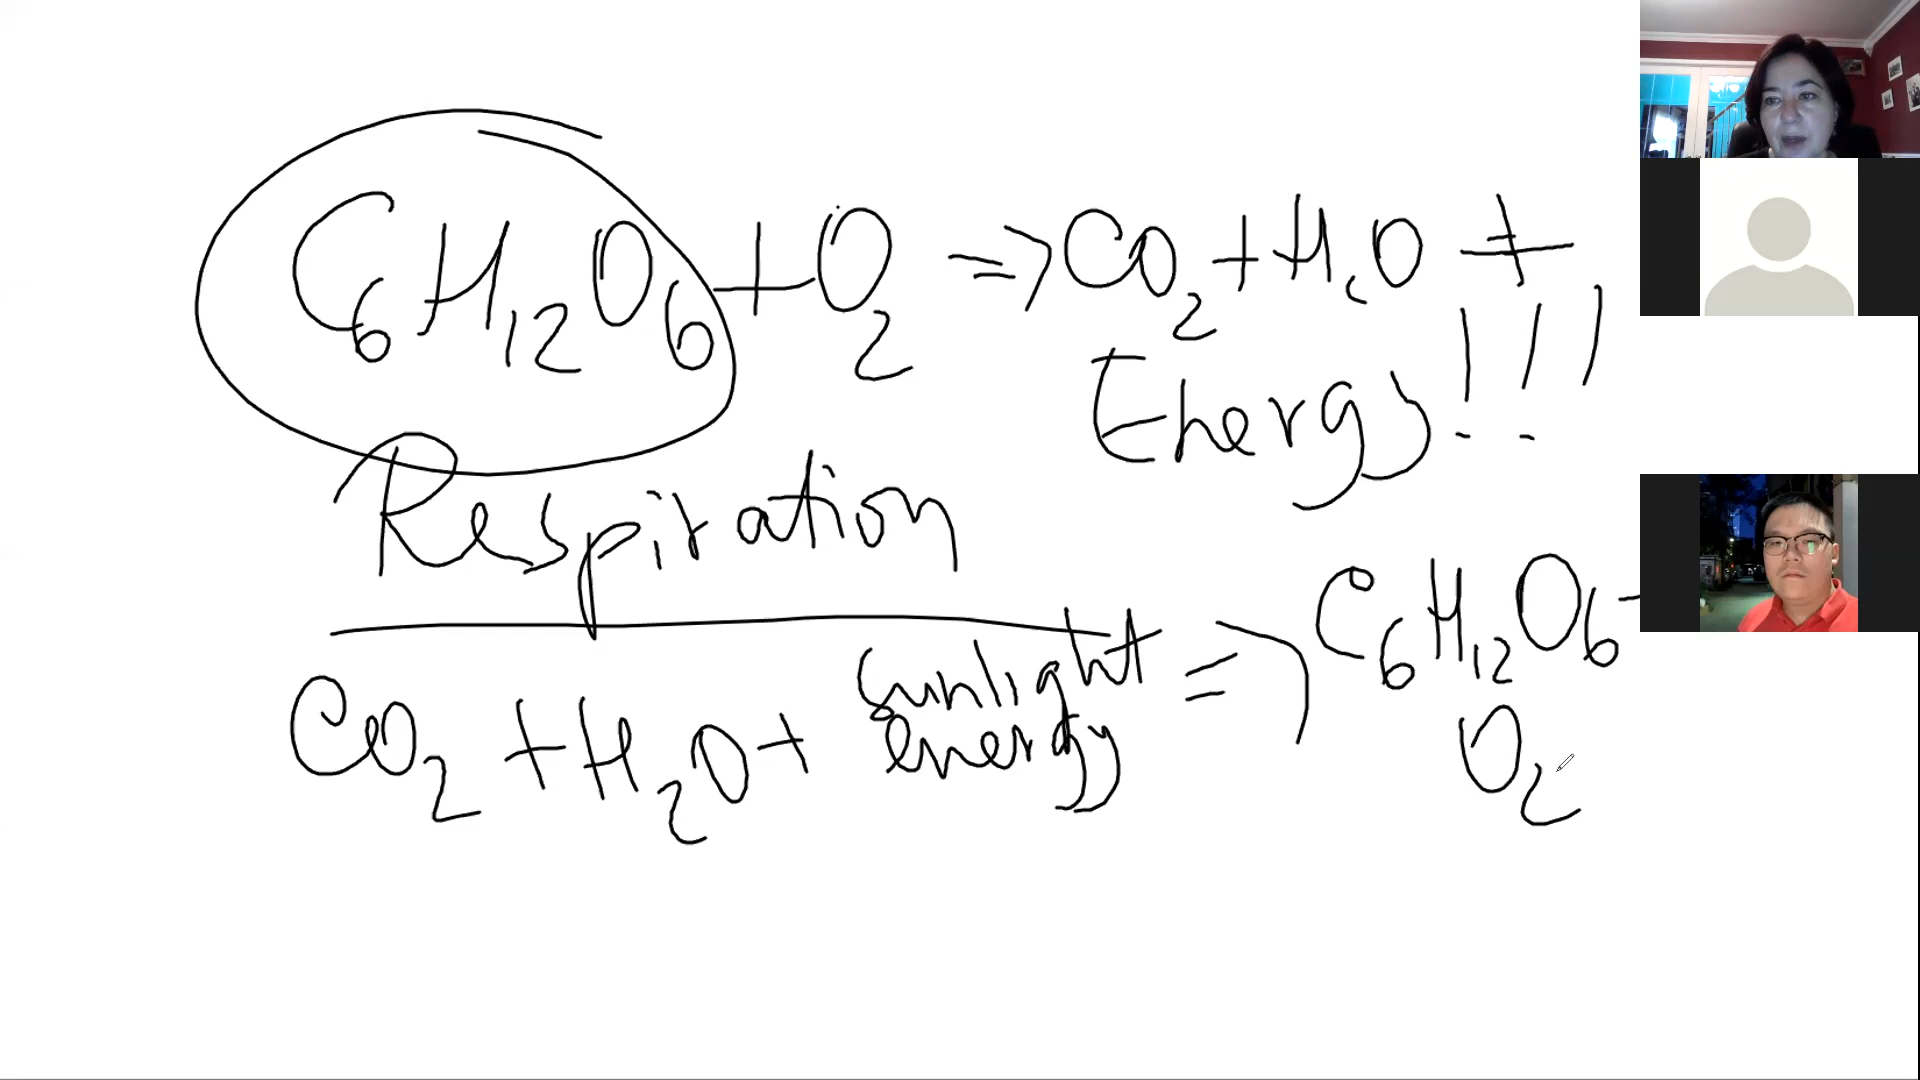 C₆H₁₂O₆ + O₂ => CO₂ + H₂O +
Energy!!!
Respiration
CO₂ + H₂O + sunlight energy => C₆H₁₂O₆ +
O₂